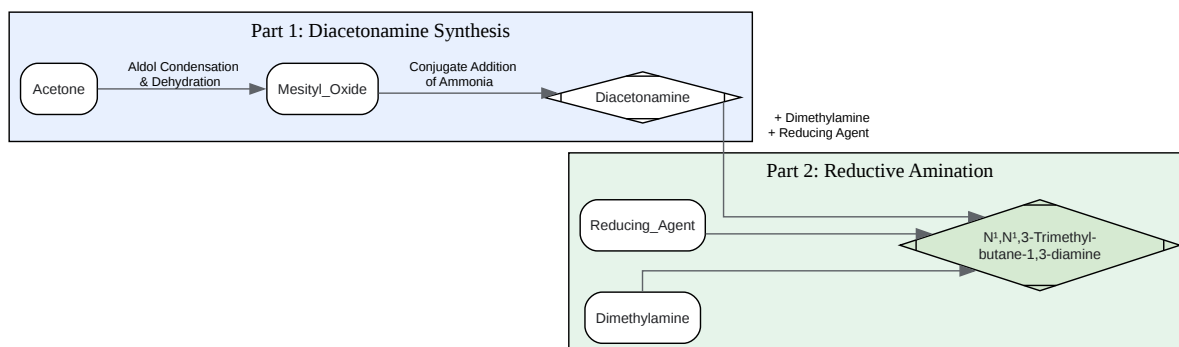 Part 1: Diacetonamine Synthesis
Acetone
Aldol Condensation
& Dehydration
Mesityl_Oxide
Conjugate Addition
of Ammonia
Diacetonamine
+ Dimethylamine
+ Reducing Agent
Part 2: Reductive Amination
Reducing_Agent
N¹,N¹,3-Trimethyl-
butane-1,3-diamine
Dimethylamine